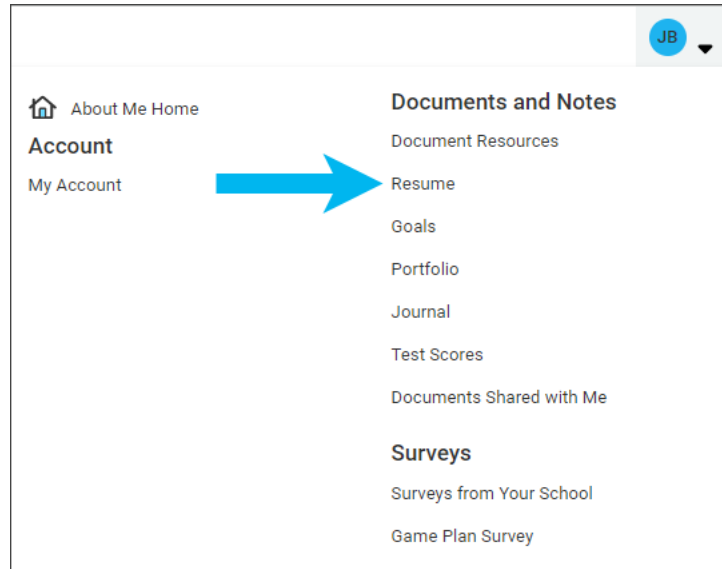 JB
About Me Home
Account
My Account
Documents and Notes
Document Resources
Resume
Goals
Portfolio
Journal
Test Scores
Documents Shared with Me
Surveys
Surveys from Your School
Game Plan Survey